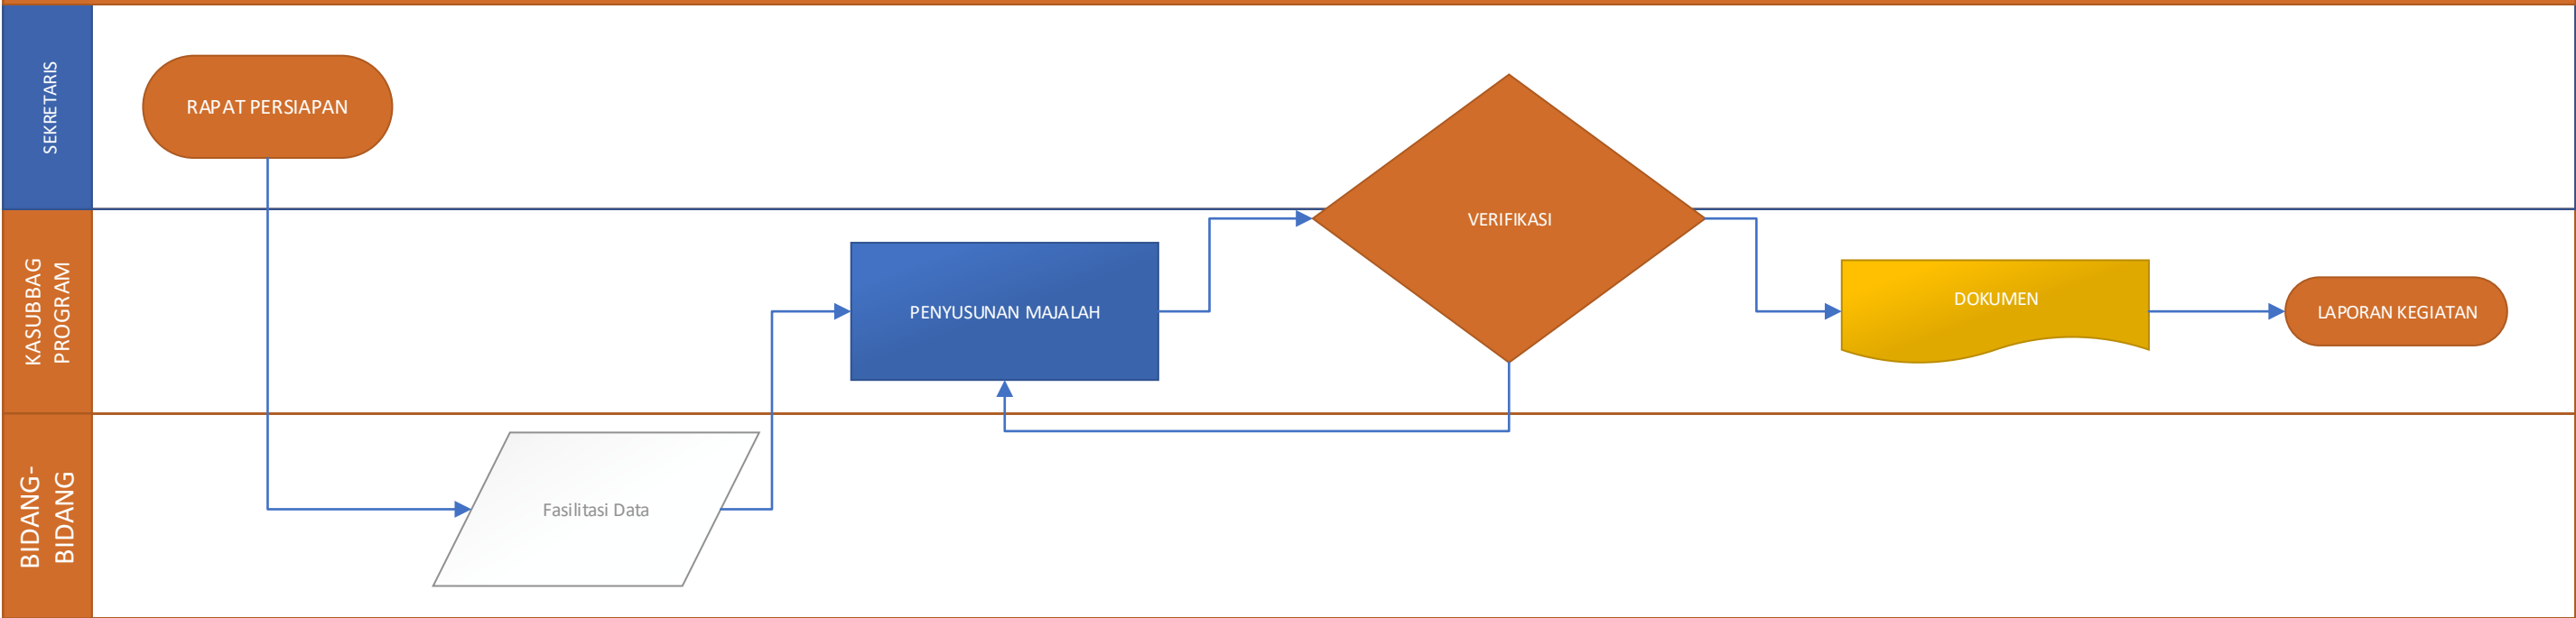 SEKRETARIS
RAPAT PERSIAPAN
VERIFIKASI
KASUBBAG
PROGRAM
PENYUSUNAN MAJALAH
DOKUMEN
LAPORAN KEGIATAN
BIDANG-
BIDANG
Fasilitasi Data